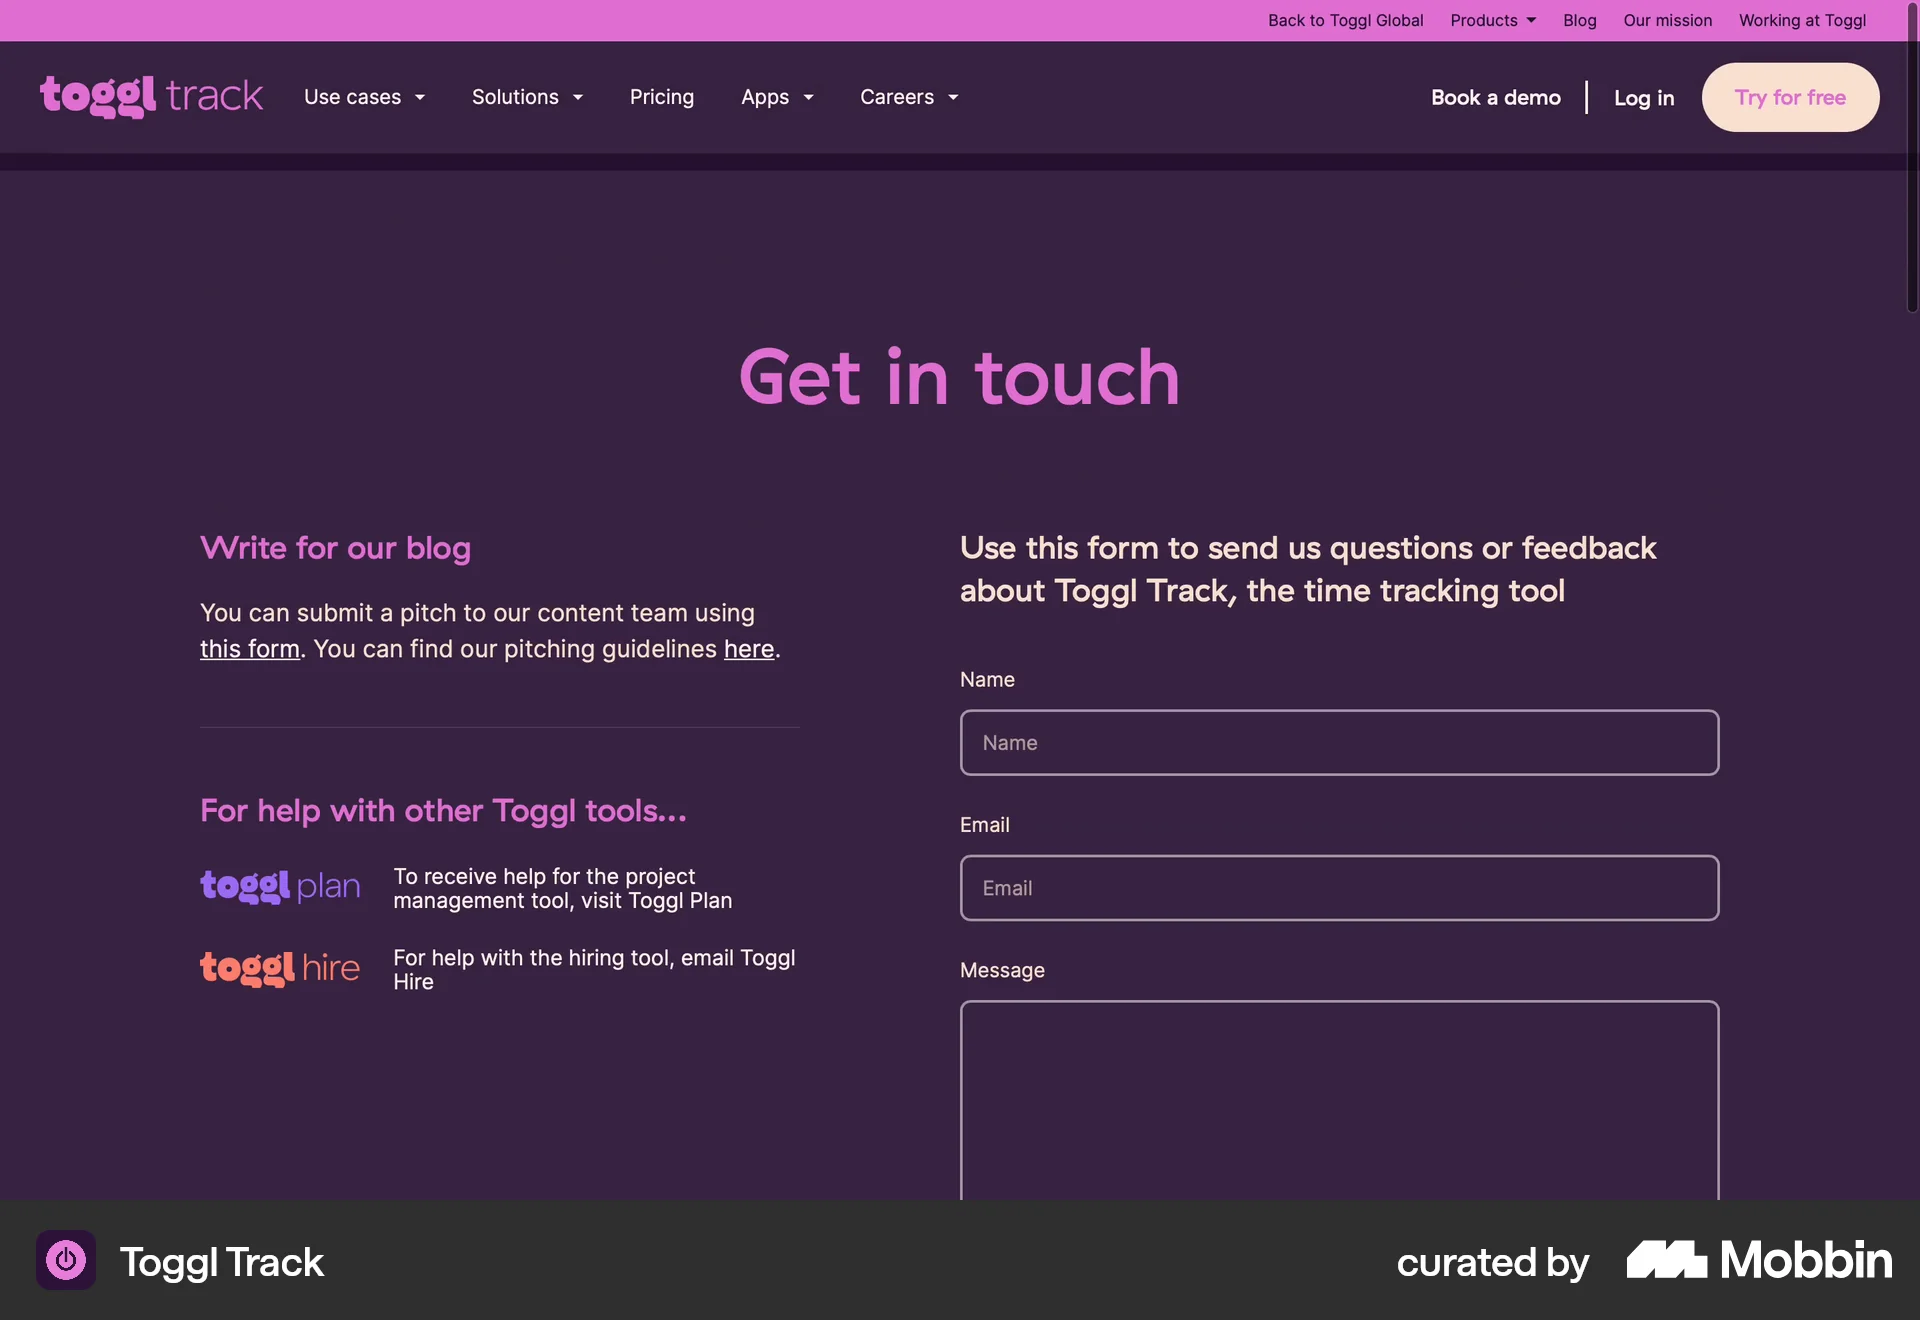 Back to Toggl Global Products Blog Our mission Working at Toggl
toggl track Use cases Solutions Pricing Apps Careers Book a demo Log in Try for free
Get in touch
Write for our blog
You can submit a pitch to our content team using
this form. You can find our pitching guidelines here.
For help with other Toggl tools...
toggl plan
To receive help for the project
management tool, visit Toggl Plan
toggl hire
For help with the hiring tool, email Toggl
Hire
Use this form to send us questions or feedback
about Toggl Track, the time tracking tool
Name
Name
Email
Email
Message
Toggl Track
curated by Mobbin